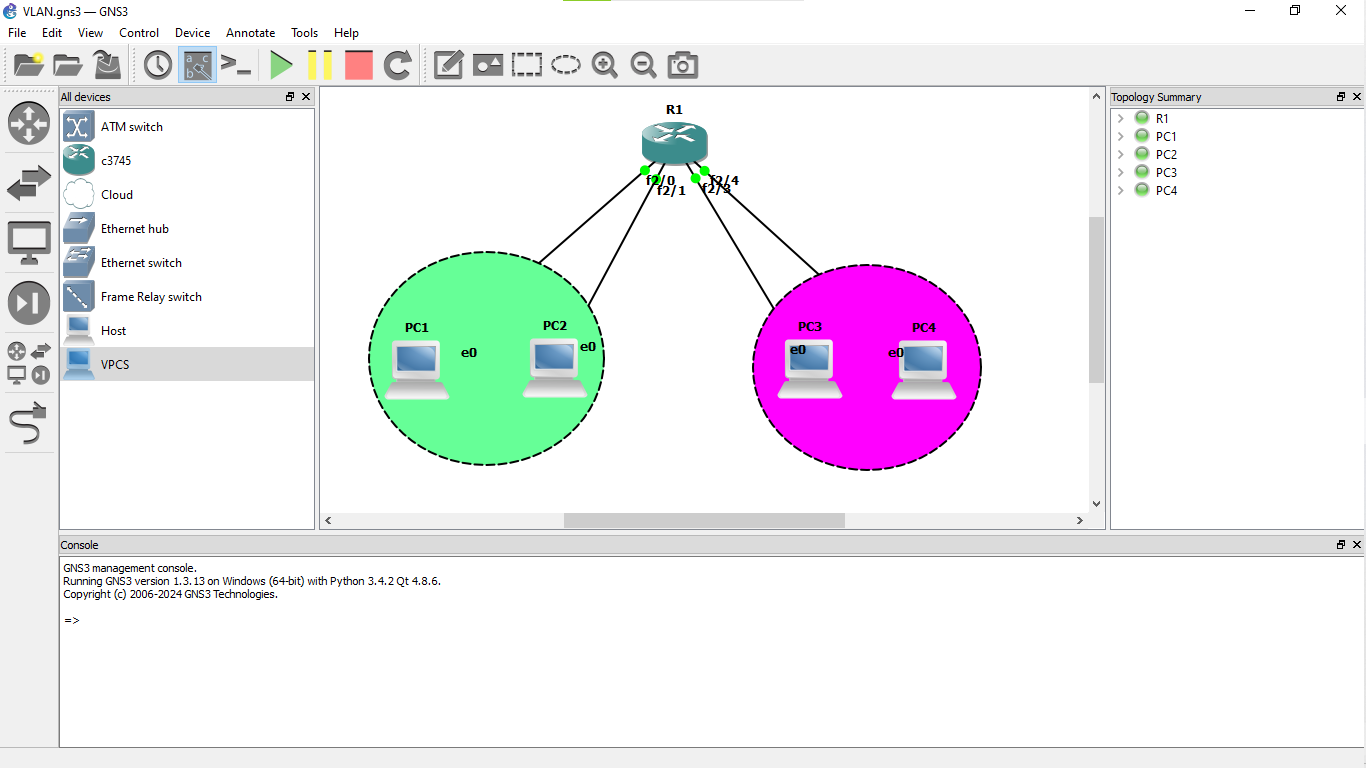 VLAN.gns3 — GNS3
File Edit View Control Device Annotate Tools Help
All devices
ATM switch
c3745
Cloud
Ethernet hub
Ethernet switch
Frame Relay switch
Host
VPCS
R1
f2/0
f2/1
f2/4
f2/3
PC1
e0
PC2
e0
PC3
e0
PC4
e0
Topology Summary
R1
PC1
PC2
PC3
PC4
Console
GNS3 management console.
Running GNS3 version 1.3.13 on Windows (64-bit) with Python 3.4.2 Qt 4.8.6.
Copyright (c) 2006-2024 GNS3 Technologies.
=>